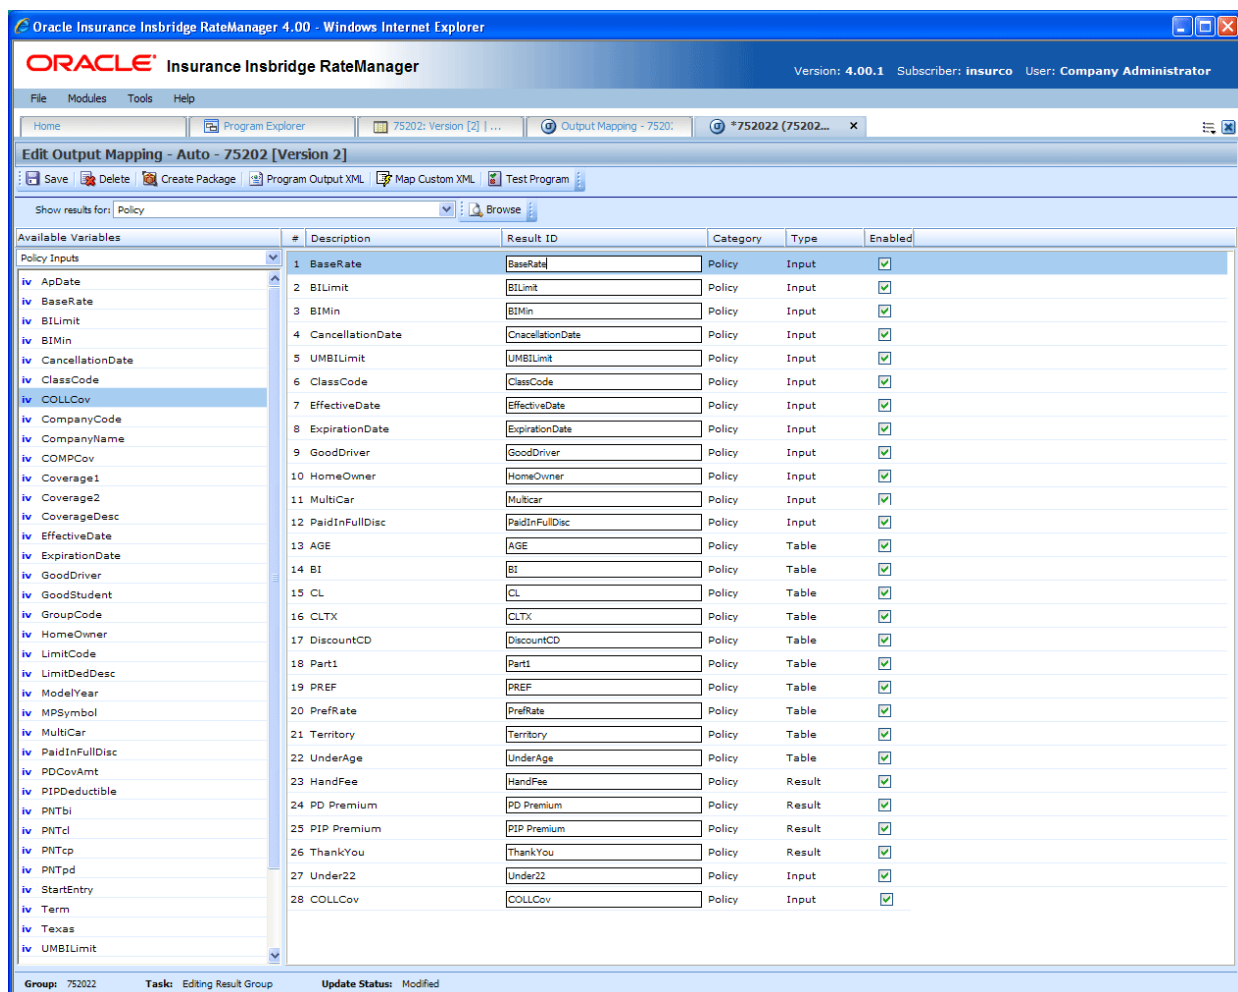 Oracle Insurance Insbridge RateManager 4.00 - Windows Internet Explorer
ORACLE Insurance Insbridge RateManager
Version: 4.00.1 Subscriber: insurco User: Company Administrator
File Modules Tools Help
Home Program Explorer 75202: Version [2] | ... Output Mapping - 7520: *752022 (75202... x
Edit Output Mapping - Auto - 75202 [Version 2]
Save Delete Create Package Program Output XML Map Custom XML Test Program
Show results for: Policy Browse
Available Variables
Policy Inputs
iv ApDate
iv BaseRate
iv BILimit
iv BIMin
iv CancellationDate
iv ClassCode
iv COLLCov
iv CompanyCode
iv CompanyName
iv COMPCov
iv Coverage1
iv Coverage2
iv CoverageDesc
iv EffectiveDate
iv ExpirationDate
iv GoodDriver
iv GoodStudent
iv GroupCode
iv HomeOwner
iv LimitCode
iv LimitDedDesc
iv ModelYear
iv MPSymbol
iv MultiCar
iv PaidInFullDisc
iv PDCovAmt
iv PIPDeductible
iv PNTbi
iv PNTcl
iv PNTcp
iv PNTpd
iv StartEntry
iv Term
iv Texas
iv UMBILimit
# Description Result ID Category Type Enabled
1 BaseRate BaseRate Policy Input
2 BILimit BILimit Policy Input
3 BIMin BIMin Policy Input
4 CancellationDate CnacellationDate Policy Input
5 UMBILimit UMBILimit Policy Input
6 ClassCode ClassCode Policy Input
7 EffectiveDate EffectiveDate Policy Input
8 ExpirationDate ExpirationDate Policy Input
9 GoodDriver GoodDriver Policy Input
10 HomeOwner HomeOwner Policy Input
11 MultiCar Multicar Policy Input
12 PaidInFullDisc PaidInFullDisc Policy Input
13 AGE AGE Policy Table
14 BI BI Policy Table
15 CL CL Policy Table
16 CLTX CLTX Policy Table
17 DiscountCD DiscountCD Policy Table
18 Part1 Part1 Policy Table
19 PREF PREF Policy Table
20 PrefRate PrefRate Policy Table
21 Territory Territory Policy Table
22 UnderAge UnderAge Policy Table
23 HandFee HandFee Policy Result
24 PD Premium PD Premium Policy Result
25 PIP Premium PIP Premium Policy Result
26 ThankYou ThankYou Policy Result
27 Under22 Under22 Policy Input
28 COLLCov COLLCov Policy Input
Group: 752022 Task: Editing Result Group Update Status: Modified